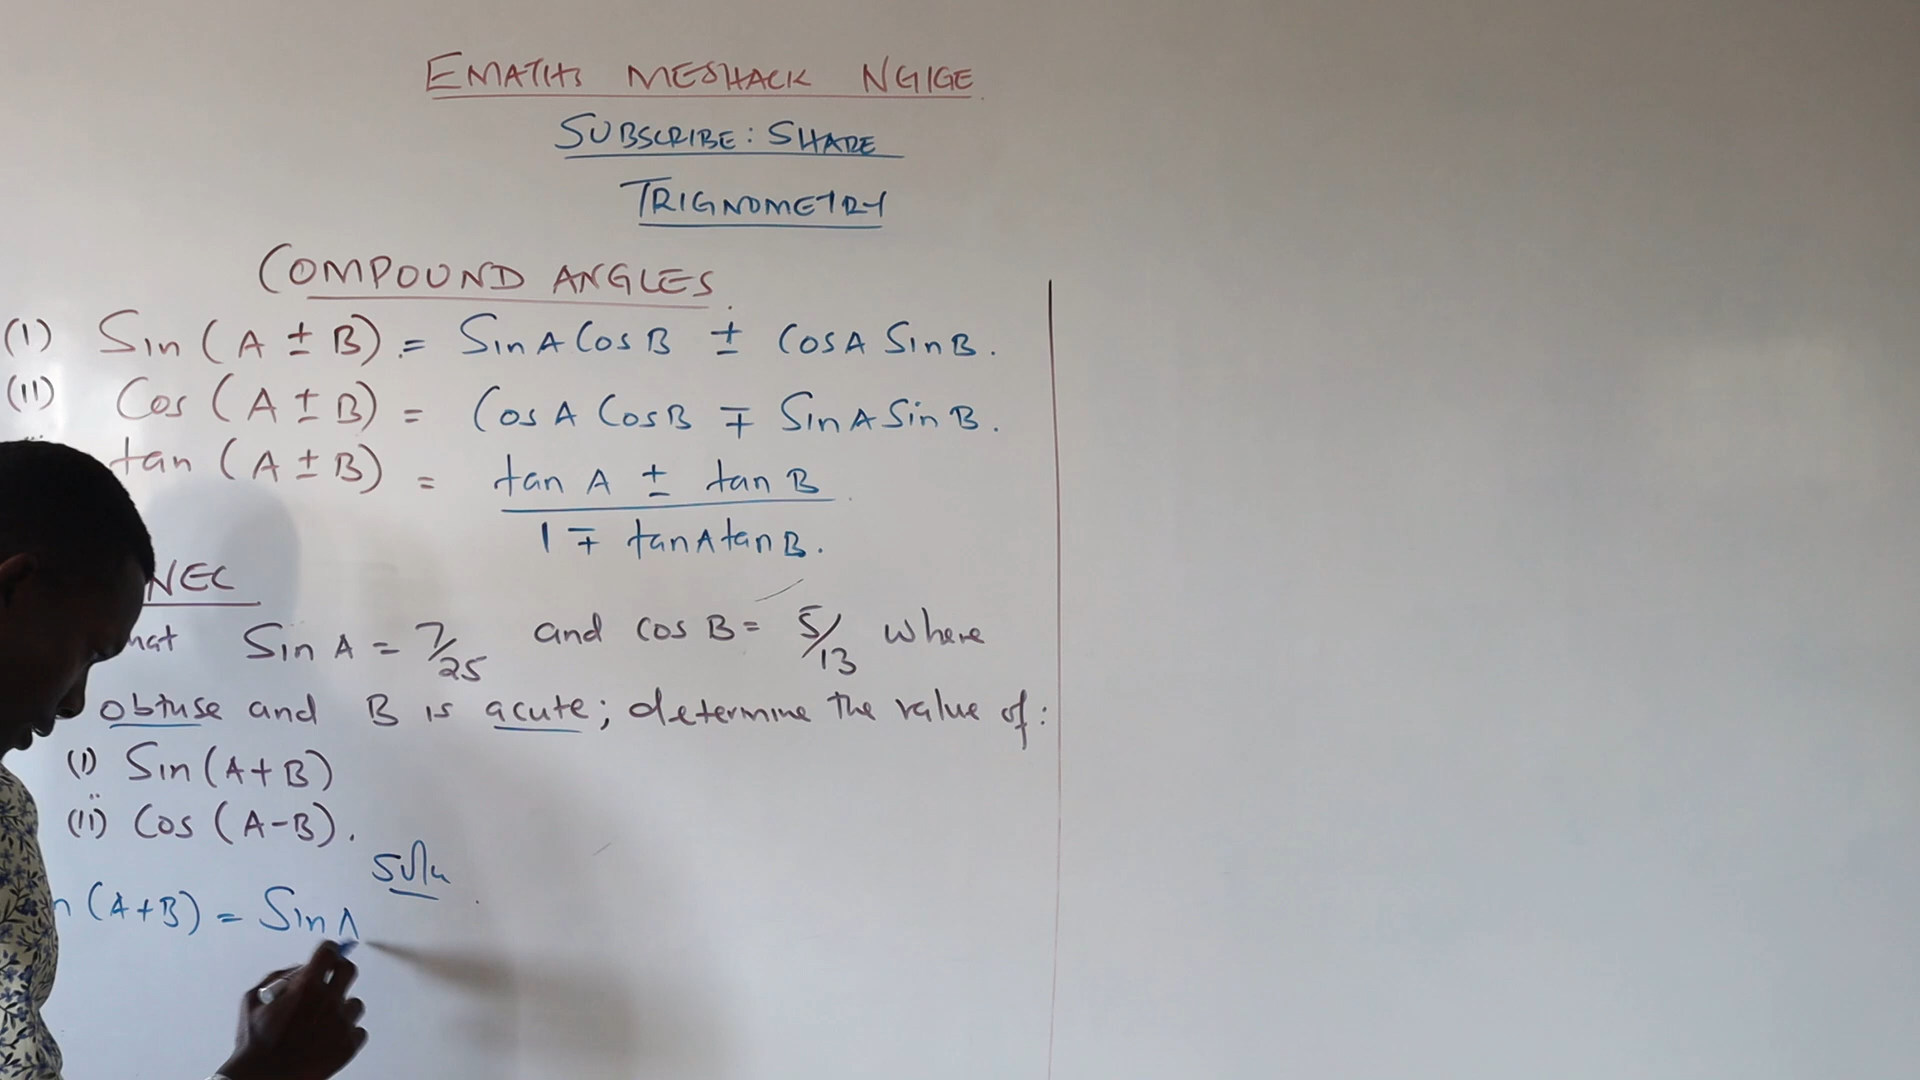 EMATHS MESHACK NGIGE
SUBSCRIBE: SHARE
TRIGNOMETRY
COMPOUND ANGLES
(i) Sin (A ± B) = Sin A Cos B ± Cos A Sin B.
(ii) Cos (A ± B) = Cos A Cos B ∓ Sin A Sin B.
tan (A ± B) = tan A ± tan B
1 ∓ tan A tan B.
NEC
Sin A = 7/25 and cos B = 5/13 where
obtuse and B is acute; determine the value of:
(i) Sin (A+B)
(ii) Cos (A-B).
Soln
(A+B) = Sin A